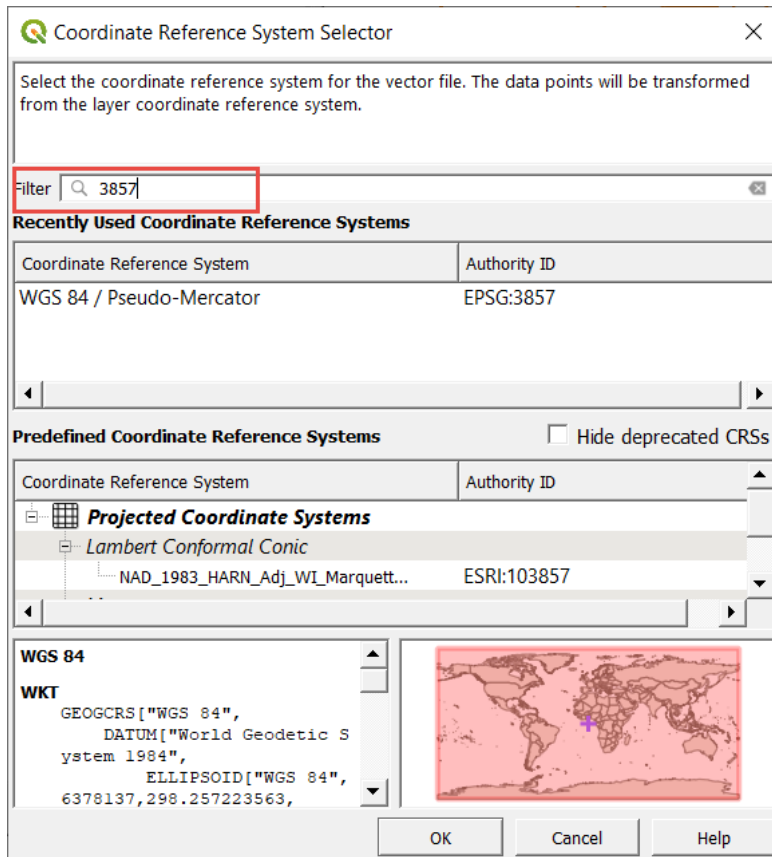 Coordinate Reference System Selector
Select the coordinate reference system for the vector file. The data points will be transformed
from the layer coordinate reference system.
Filter 3857
Recently Used Coordinate Reference Systems
Coordinate Reference System Authority ID
WGS 84 / Pseudo-Mercator EPSG:3857
Predefined Coordinate Reference Systems Hide deprecated CRSs
Coordinate Reference System Authority ID
Projected Coordinate Systems
Lambert Conformal Conic
NAD_1983_HARN_Adj_WI_Marquett... ESRI:103857
WGS 84
WKT
GEOGCRS["WGS 84",
DATUM["World Geodetic S
ystem 1984",
ELLIPSOID["WGS 84",
6378137,298.257223563,
OK Cancel Help